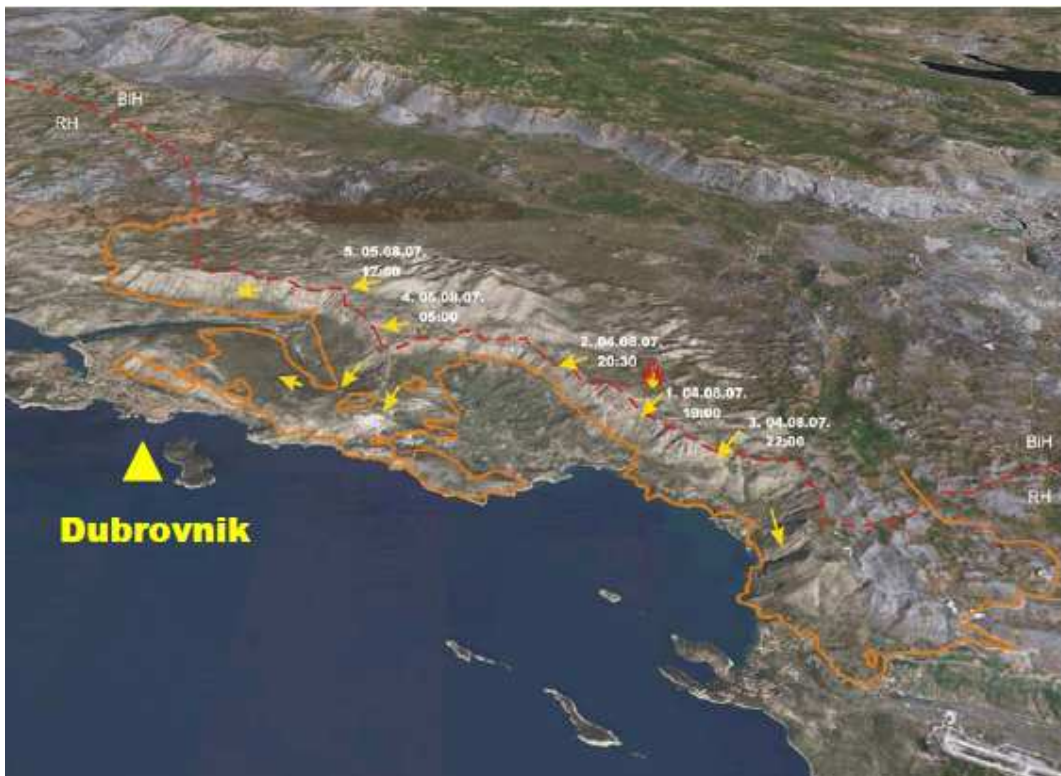 BiH
RH
5. 05.08.07.
17:00
4. 05.08.07.
05:00
2. 04.08.07.
20:30
1. 04.08.07.
19:00
3. 04.08.07.
22:00
BiH
RH
Dubrovnik